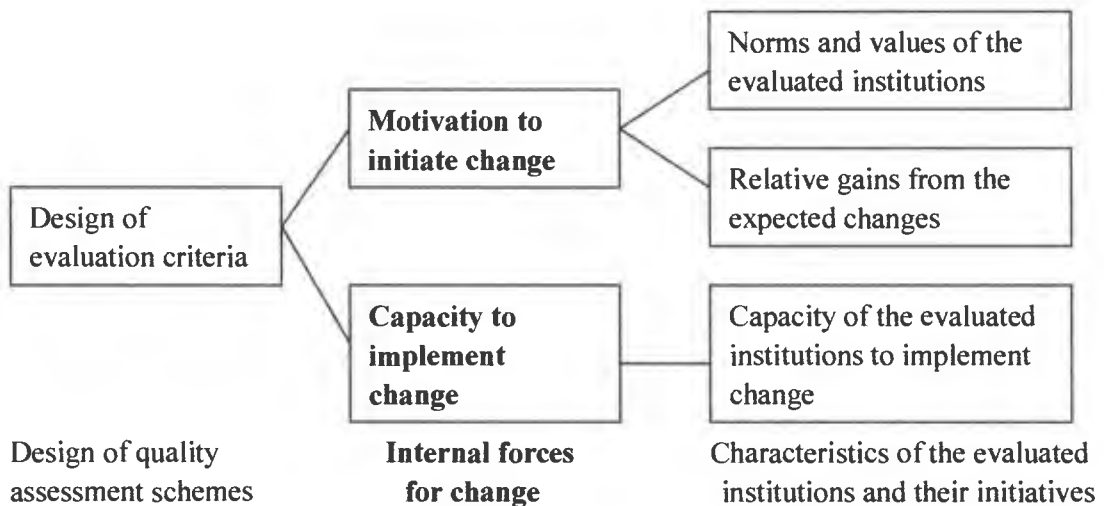 Norms and values of the
evaluated institutions
Motivation to
initiate change
Relative gains from the
expected changes
Design of
evaluation criteria
Capacity to
implement
change
Capacity of the evaluated
institutions to implement
change
Design of quality
assessment schemes
Internal forces
for change
Characteristics of the evaluated
institutions and their initiatives